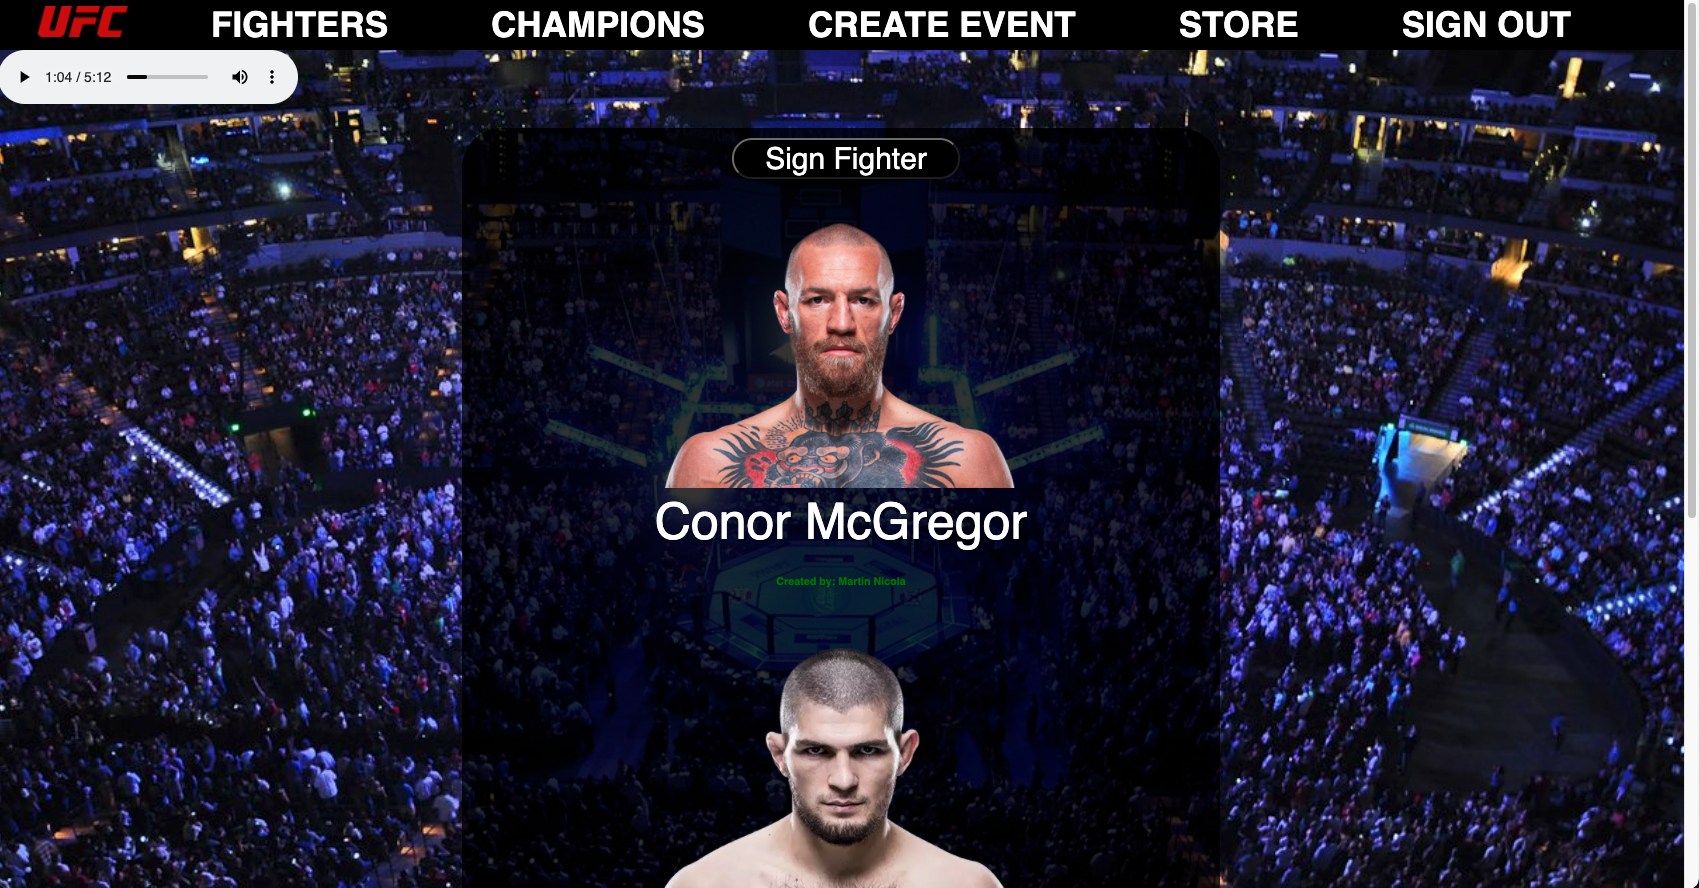 UFC FIGHTERS CHAMPIONS CREATE EVENT STORE SIGN OUT
1:04 / 5:12
Sign Fighter
Conor McGregor
Created by: Martin Nicola